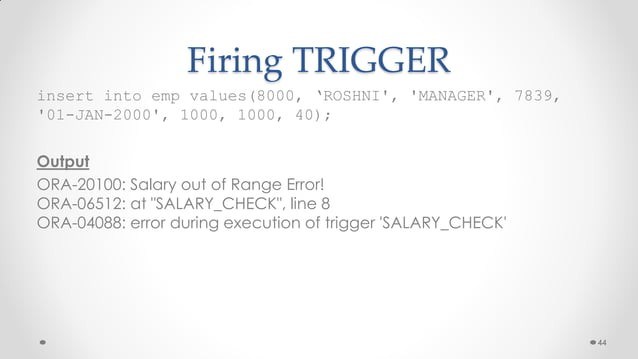 Firing TRIGGER
insert into emp values(8000, ‘ROSHNI', 'MANAGER', 7839,
'01-JAN-2000', 1000, 1000, 40);
Output
ORA-20100: Salary out of Range Error!
ORA-06512: at "SALARY_CHECK", line 8
ORA-04088: error during execution of trigger 'SALARY_CHECK'
44